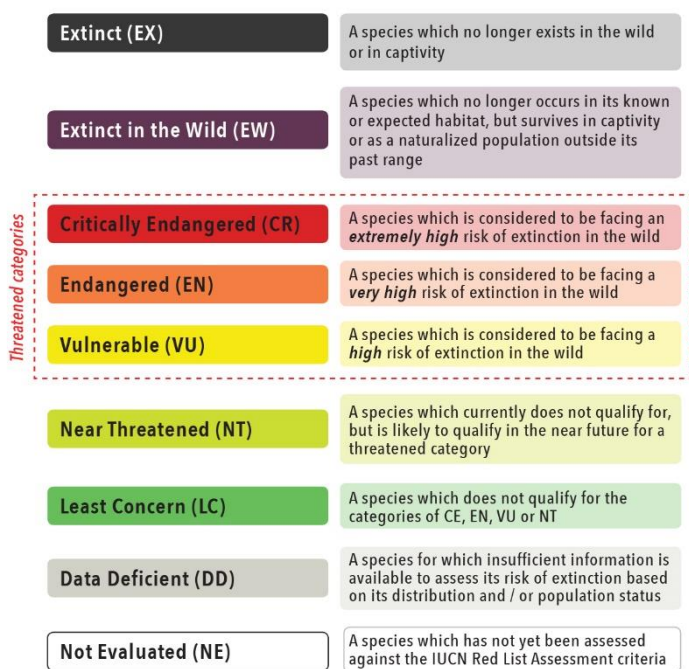 Extinct (EX)
A species which no longer exists in the wild
or in captivity
Extinct in the Wild (EW)
A species which no longer occurs in its known
or expected habitat, but survives in captivity
or as a naturalized population outside its
past range
Threatened categories
Critically Endangered (CR)
A species which is considered to be facing an
extremely high risk of extinction in the wild
Endangered (EN)
A species which is considered to be facing a
very high risk of extinction in the wild
Vulnerable (VU)
A species which is considered to be facing a
high risk of extinction in the wild
Near Threatened (NT)
A species which currently does not qualify for,
but is likely to qualify in the near future for a
threatened category
Least Concern (LC)
A species which does not qualify for the
categories of CE, EN, VU or NT
Data Deficient (DD)
A species for which insufficient information is
available to assess its risk of extinction based
on its distribution and / or population status
Not Evaluated (NE)
A species which has not yet been assessed
against the IUCN Red List Assessment criteria